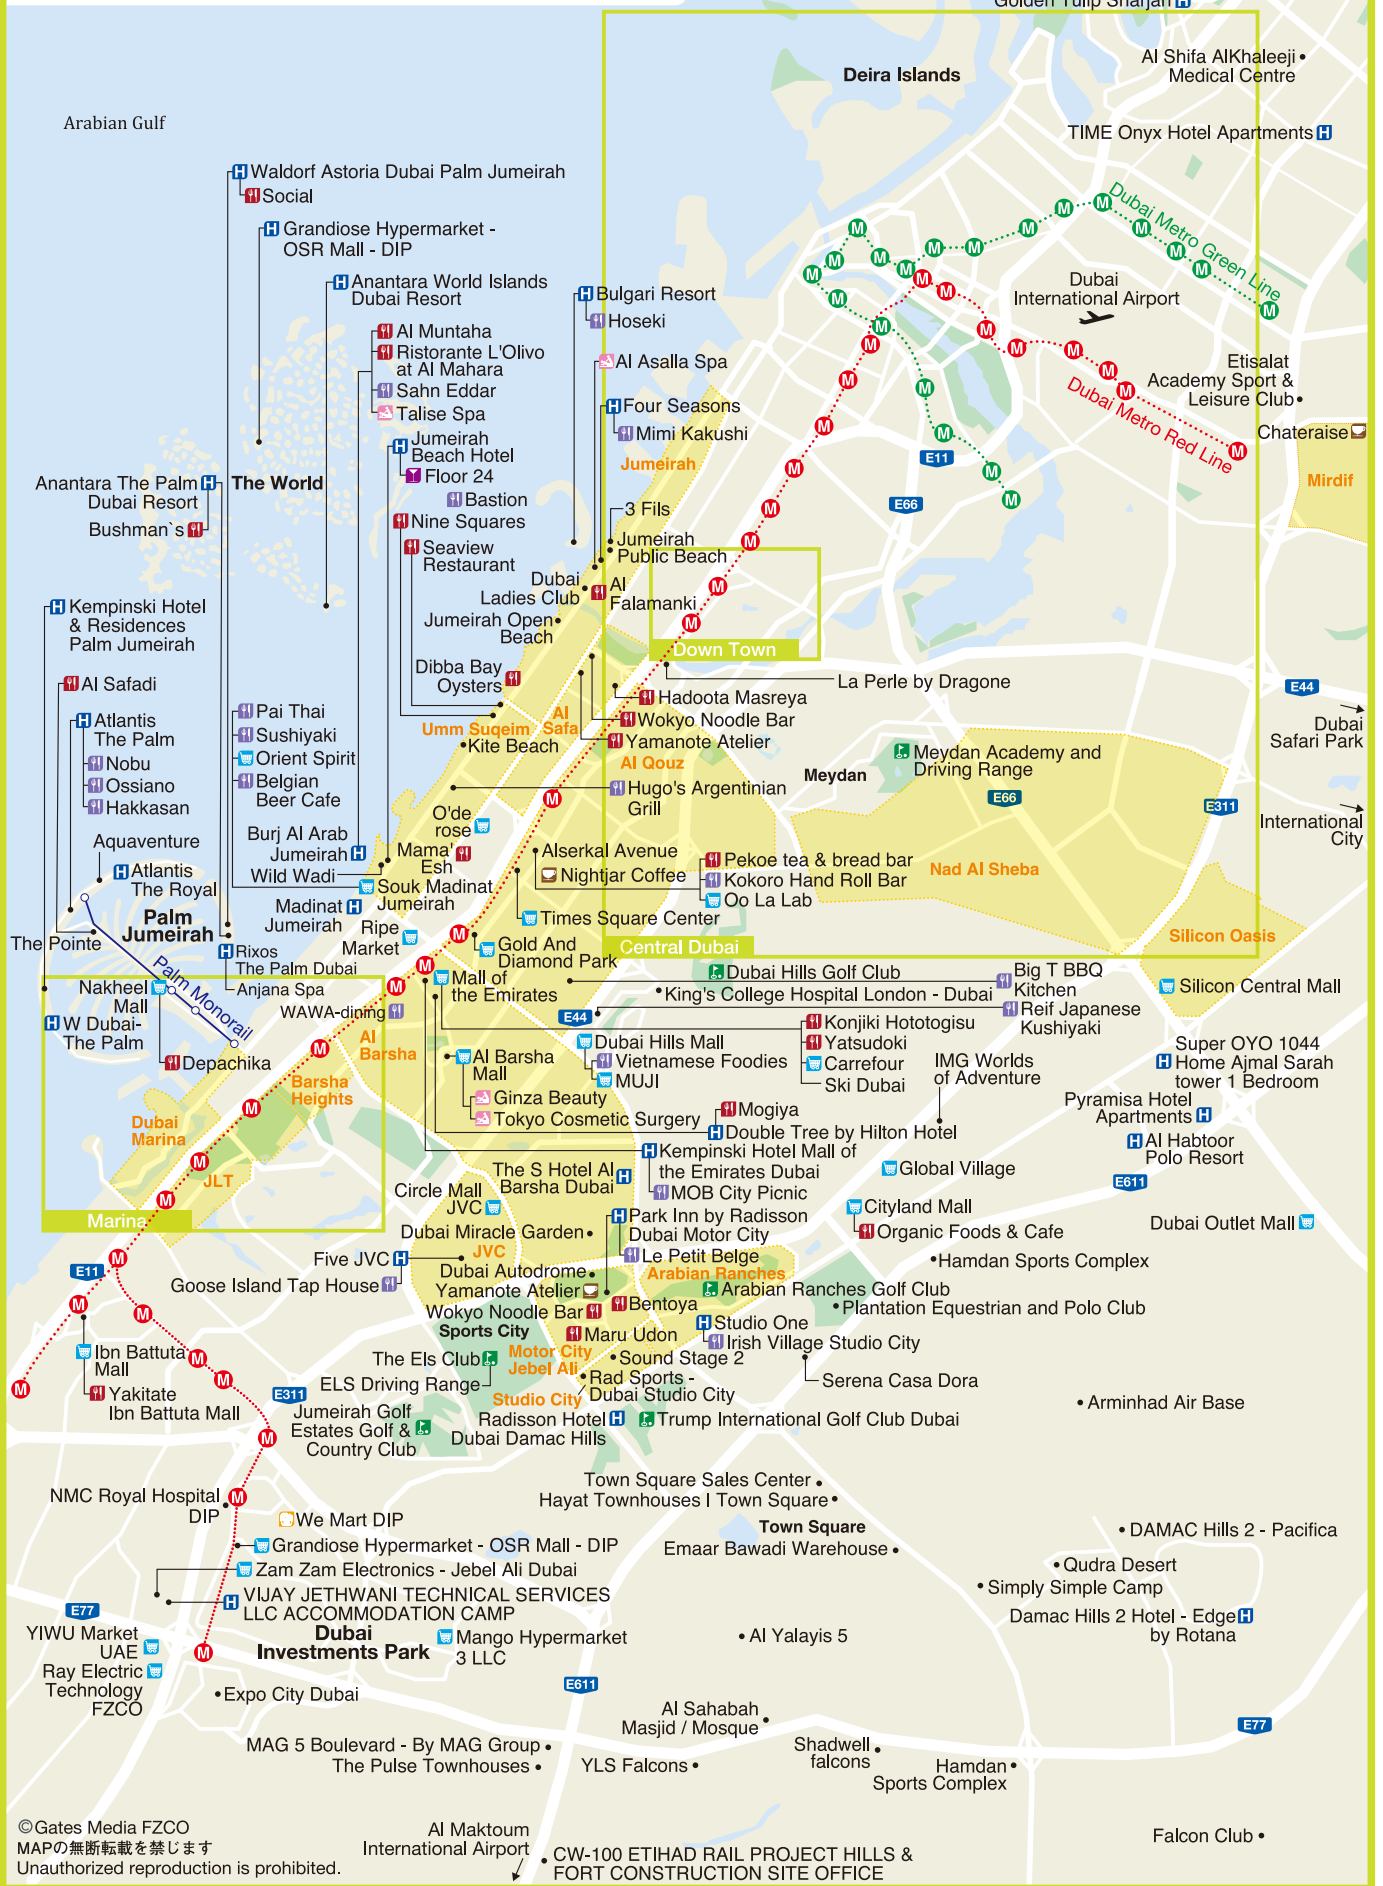 Golden Tulip Sharjah H
Deira Islands
Al Shifa AlKhaleeji
Medical Centre
Arabian Gulf
TIME Onyx Hotel Apartments H
H Waldorf Astoria Dubai Palm Jumeirah
Social
Dubai Metro Green Line
H Grandiose Hypermarket -
OSR Mall - DIP
H Anantara World Islands
Dubai Resort
Dubai
International Airport
H Bulgari Resort
Hoseki
Al Muntaha
Ristorante L'Olivo
at Al Mahara
Sahn Eddar
Talise Spa
Al Asalla Spa
Etisalat
Academy Sport &
Leisure Club
Dubai Metro Red Line
H Four Seasons
Mimi Kakushi
Chateraise
H Jumeirah
Beach Hotel
Floor 24
Jumeirah
E11
Mirdif
Anantara The Palm H
Dubai Resort
Bushman`s
The World
Bastion
E66
Nine Squares
3 Fils
Seaview
Restaurant
Jumeirah
Public Beach
Dubai
Ladies Club
Al
Falamanki
H Kempinski Hotel
& Residences
Palm Jumeirah
Jumeirah Open
Beach
Down Town
Dibba Bay
Oysters
La Perle by Dragone
Al Safadi
Hadoota Masreya
E44
H Atlantis
The Palm
Nobu
Ossiano
Hakkasan
Pai Thai
Sushiyaki
Orient Spirit
Belgian
Beer Cafe
Umm Suqeim
Al
Safa
Wokyo Noodle Bar
Yamanote Atelier
Kite Beach
Al Qouz
Dubai
Safari Park
Meydan
Meydan Academy and
Driving Range
Hugo's Argentinian
Grill
E66
E311
International
City
O'de
rose
Aquaventure
Burj Al Arab
Jumeirah H
Mama'
Esh
Alserkal Avenue
Pekoe tea & bread bar
Nad Al Sheba
H Atlantis
The Royal
Wild Wadi
Nightjar Coffee
Kokoro Hand Roll Bar
Souk Madinat
Jumeirah
Oo La Lab
Palm
Jumeirah
Madinat H
Jumeirah
Times Square Center
The Pointe
Ripe
Market
Central Dubai
Silicon Oasis
H Rixos
The Palm Dubai
Anjana Spa
Gold And
Diamond Park
Palm Monorail
Nakheel
Mall
Mall of
the Emirates
Dubai Hills Golf Club
Big T BBQ
Kitchen
Silicon Central Mall
King's College Hospital London - Dubai
H W Dubai-
The Palm
WAWA-dining
E44
Reif Japanese
Kushiyaki
Konjiki Hototogisu
Yatsudoki
Carrefour
Ski Dubai
Al
Barsha
Dubai Hills Mall
Vietnamese Foodies
MUJI
IMG Worlds
of Adventure
Super OYO 1044
H Home Ajmal Sarah
tower 1 Bedroom
Depachika
Al Barsha
Mall
Barsha
Heights
Ginza Beauty
Tokyo Cosmetic Surgery
Mogiya
Pyramisa Hotel
Apartments H
Dubai
Marina
H Double Tree by Hilton Hotel
H Al Habtoor
Polo Resort
H Kempinski Hotel Mall of
the Emirates Dubai
JLT
The S Hotel Al
Barsha Dubai H
Global Village
E611
MOB City Picnic
Circle Mall
JVC
Cityland Mall
Organic Foods & Cafe
Marina
H Park Inn by Radisson
Dubai Motor City
Dubai Outlet Mall
Dubai Miracle Garden
JVC
Le Petit Belge
Five JVC H
Hamdan Sports Complex
E11
Dubai Autodrome
Arabian Ranches
Goose Island Tap House
Yamanote Atelier
Arabian Ranches Golf Club
Wokyo Noodle Bar
Bentoya
Plantation Equestrian and Polo Club
Sports City
Maru Udon
H Studio One
Irish Village Studio City
Ibn Battuta
Mall
Motor City
Jebel Ali
The Els Club
Sound Stage 2
Yakitate
Ibn Battuta Mall
ELS Driving Range
Rad Sports -
Dubai Studio City
Serena Casa Dora
E311
Studio City
Arminhad Air Base
Jumeirah Golf
Estates Golf &
Country Club
Radisson Hotel H
Dubai Damac Hills
Trump International Golf Club Dubai
Town Square Sales Center
NMC Royal Hospital
DIP
Hayat Townhouses I Town Square
We Mart DIP
Town Square
DAMAC Hills 2 - Pacifica
Grandiose Hypermarket - OSR Mall - DIP
Emaar Bawadi Warehouse
Zam Zam Electronics - Jebel Ali Dubai
Qudra Desert
Simply Simple Camp
H VIJAY JETHWANI TECHNICAL SERVICES
LLC ACCOMMODATION CAMP
E77
Damac Hills 2 Hotel - Edge H
by Rotana
YIWU Market
UAE
Dubai
Investments Park
Mango Hypermarket
3 LLC
Al Yalayis 5
Ray Electric
Technology
FZCO
E611
Expo City Dubai
Al Sahabah
Masjid / Mosque
E77
MAG 5 Boulevard - By MAG Group
The Pulse Townhouses
YLS Falcons
Shadwell
falcons
Hamdan
Sports Complex
©Gates Media FZCO
MAPの無断転載を禁じます
Unauthorized reproduction is prohibited.
Al Maktoum
International Airport
CW-100 ETIHAD RAIL PROJECT HILLS &
FORT CONSTRUCTION SITE OFFICE
Falcon Club